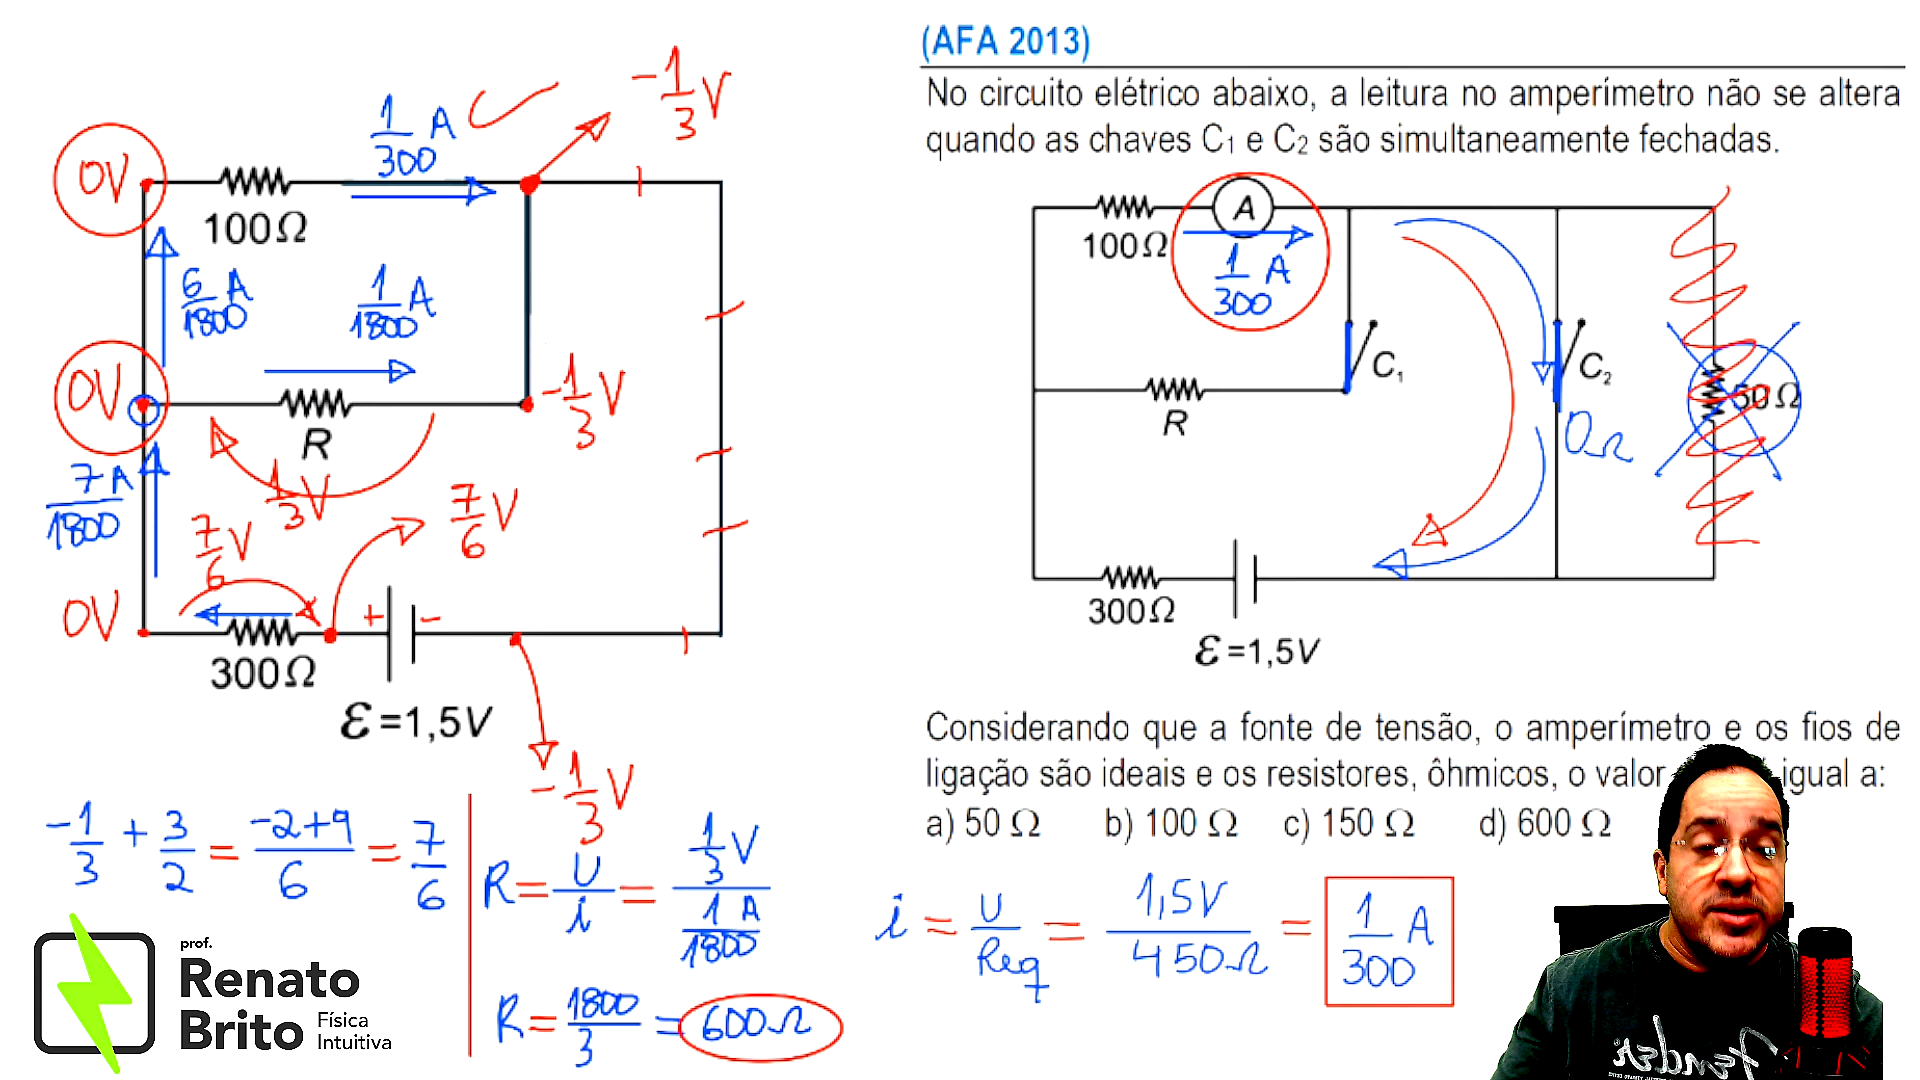 (AFA 2013)
No circuito elétrico abaixo, a leitura no amperímetro não se altera
quando as chaves C₁ e C₂ são simultaneamente fechadas.
A
100Ω
1/300 A
C₁
C₂
50Ω
0Ω
R
300Ω
ε=1,5V
Considerando que a fonte de tensão, o amperímetro e os fios de
ligação são ideais e os resistores, ôhmicos, o valor igual a:
a) 50 Ω b) 100 Ω c) 150 Ω d) 600 Ω
i = U/Req = 1,5V/450Ω = 1/300 A
0V
1/300 A
-1/3 V
100Ω
6/1800 A
1/1800 A
0V
R
-1/3 V
7A/1800
1/3 V
7/6 V
7/6 V
0V
+ -
300Ω
ε=1,5V
-1/3 V
-1/3 + 3/2 = -2+9/6 = 7/6
R = U/i = 1/3 V / 1/1800 A
R = 1800/3 = 600Ω
prof.
Renato
Brito
Física
Intuitiva
Fender